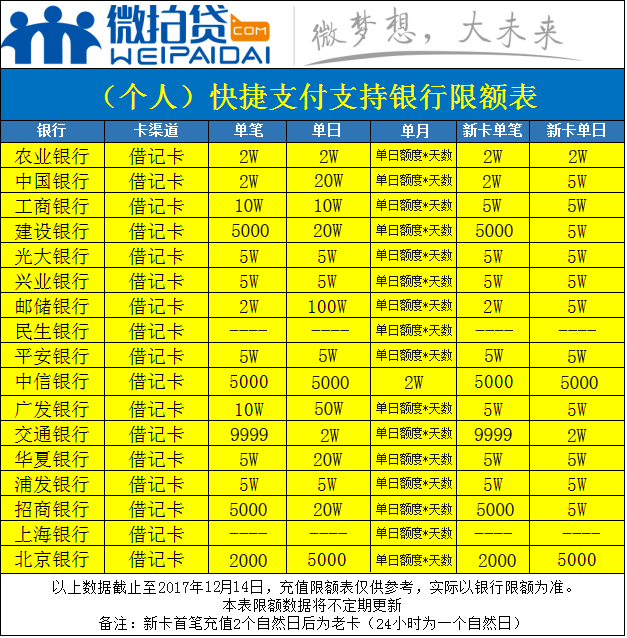 微拍贷.COM
WEIPAIDAI
微梦想，大未来
（个人）快捷支付支持银行限额表
银行 卡渠道 单笔 单日 单月 新卡单笔 新卡单日
农业银行 借记卡 2W 2W 单日额度*天数 2W 2W
中国银行 借记卡 2W 20W 单日额度*天数 2W 5W
工商银行 借记卡 10W 10W 单日额度*天数 5W 5W
建设银行 借记卡 5000 20W 单日额度*天数 5000 5W
光大银行 借记卡 5W 5W 单日额度*天数 5W 5W
兴业银行 借记卡 5W 5W 单日额度*天数 5W 5W
邮储银行 借记卡 2W 100W 单日额度*天数 2W 5W
民生银行 借记卡 ---- ---- 单日额度*天数 ---- ----
平安银行 借记卡 5W 5W 单日额度*天数 5W 5W
中信银行 借记卡 5000 5000 2W 5000 5000
广发银行 借记卡 10W 50W 单日额度*天数 5W 5W
交通银行 借记卡 9999 2W 单日额度*天数 9999 2W
华夏银行 借记卡 5W 20W 单日额度*天数 5W 5W
浦发银行 借记卡 5W 5W 单日额度*天数 5W 5W
招商银行 借记卡 5000 20W 单日额度*天数 5000 5W
上海银行 借记卡 ---- ---- 单日额度*天数 ---- ----
北京银行 借记卡 2000 5000 单日额度*天数 2000 5000
以上数据截止至2017年12月14日，充值限额表仅供参考，实际以银行限额为准。
本表限额数据将不定期更新
备注：新卡首笔充值2个自然日后为老卡（24小时为一个自然日）